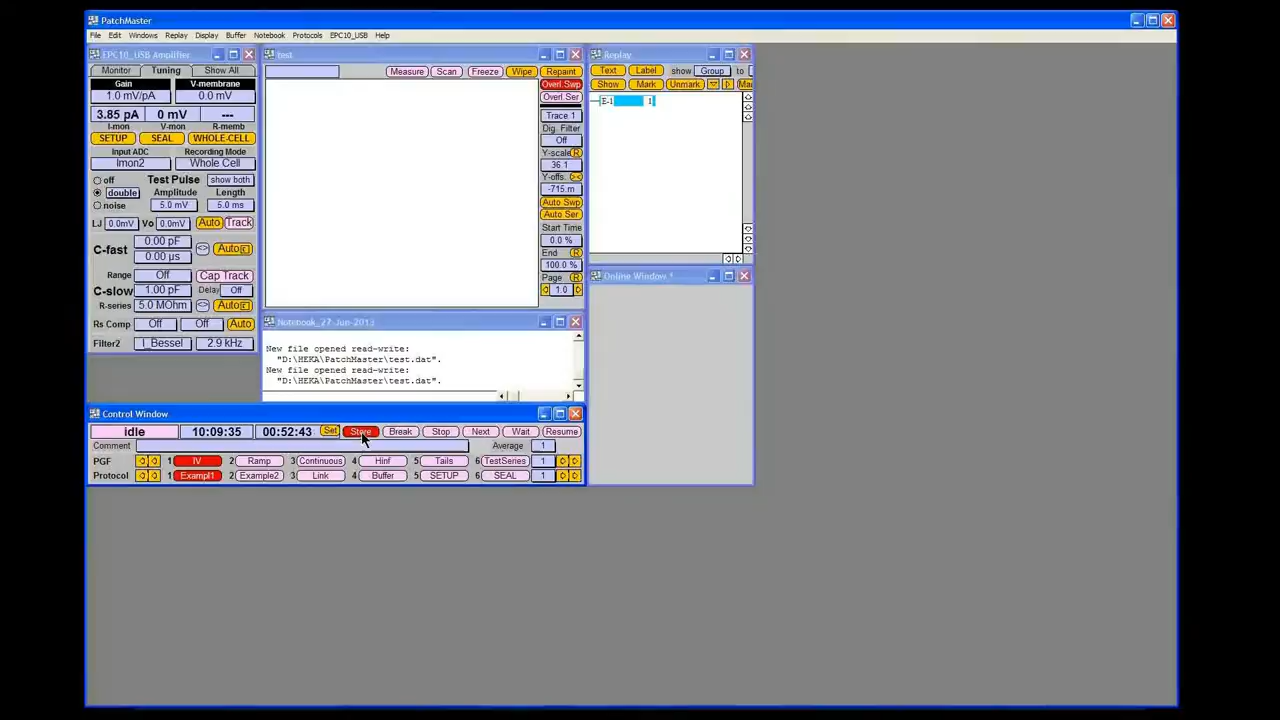 PatchMaster
File Edit Windows Replay Display Buffer Notebook Protocols EPC10_USB Help
EPC10_USB Amplifier
Monitor Tuning Show All
Gain V-membrane
1.0 mV/pA 0.0 mV
3.85 pA 0 mV ---
I-mon V-mon R-memb
SETUP SEAL WHOLE-CELL
Input ADC Recording Mode
Imon2 Whole Cell
off Test Pulse show both
double Amplitude Length
noise 5.0 mV 5.0 ms
LJ 0.0mV Vo 0.0mV Auto Track
C-fast 0.00 pF Auto
0.00 µs
Range Off Cap Track
C-slow 1.00 pF Delay Off
R-series 5.0 MOhm Auto
Rs Comp Off Off Auto
Filter2 I_Bessel 2.9 kHz
test
Measure Scan Freeze Wipe Repaint
Overl.Swp
Overl.Ser
Trace 1
Dig. Filter
Off
Y-scale R
36.1
Y-offs.
-715.m
Auto Swp
Auto Ser
Start Time
0.0 %
End R
100.0 %
Page R
1.0
Notebook_27-Jun-2013
New file opened read-write:
"D:\HEKA\PatchMaster\test.dat".
New file opened read-write:
"D:\HEKA\PatchMaster\test.dat".
Replay
Text Label show Group to
Show Mark Unmark
E-1 1
Online Window *
Control Window
idle 10:09:35 00:52:43 Set Store Break Stop Next Wait Resume
Comment Average 1
PGF 1 IV 2 Ramp 3 Continuous 4 Hinf 5 Tails 6 TestSeries 1
Protocol 1 Exampl1 2 Example2 3 Link 4 Buffer 5 SETUP 6 SEAL 1